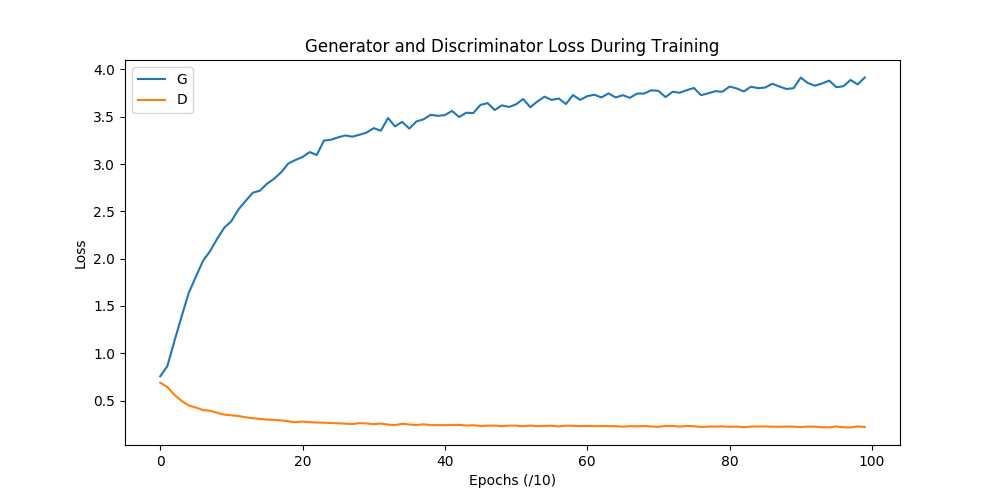 Generator and Discriminator Loss During Training
G
D
4.0
3.5
3.0
2.5
2.0
1.5
1.0
0.5
Loss
0 20 40 60 80 100
Epochs (/10)